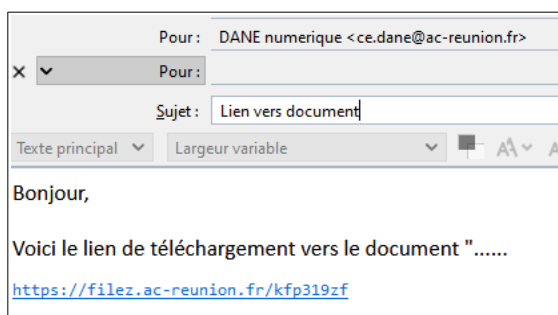 Pour : DANE numerique <ce.dane@ac-reunion.fr>
Pour :
Sujet : Lien vers document
Texte principal Largeur variable
Bonjour,
Voici le lien de téléchargement vers le document "......
https://filez.ac-reunion.fr/kfp319zf